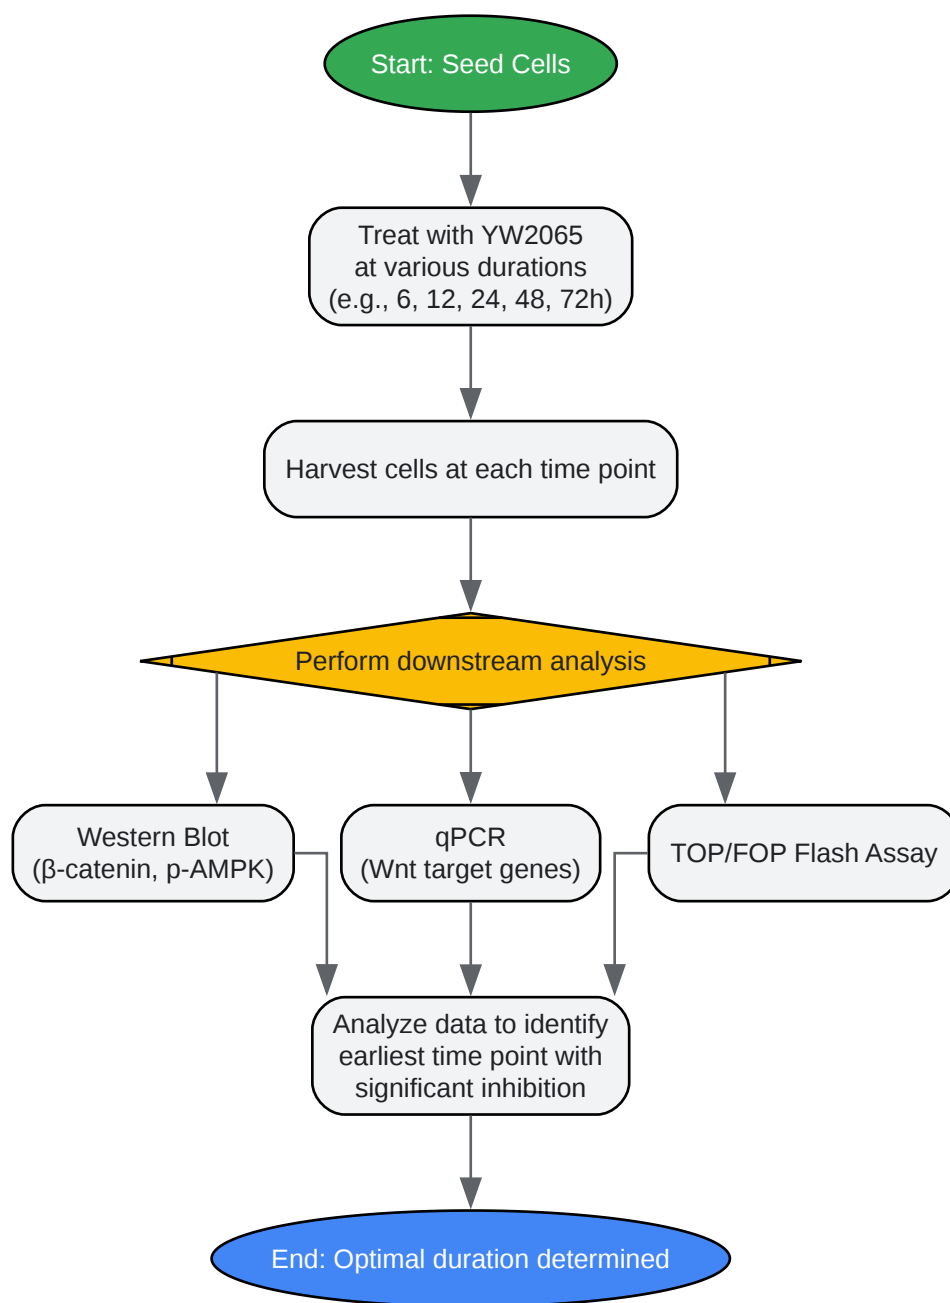 Start: Seed Cells
Treat with YW2065
at various durations
(e.g., 6, 12, 24, 48, 72h)
Harvest cells at each time point
Perform downstream analysis
Western Blot
(β-catenin, p-AMPK)
qPCR
(Wnt target genes)
TOP/FOP Flash Assay
Analyze data to identify
earliest time point with
significant inhibition
End: Optimal duration determined